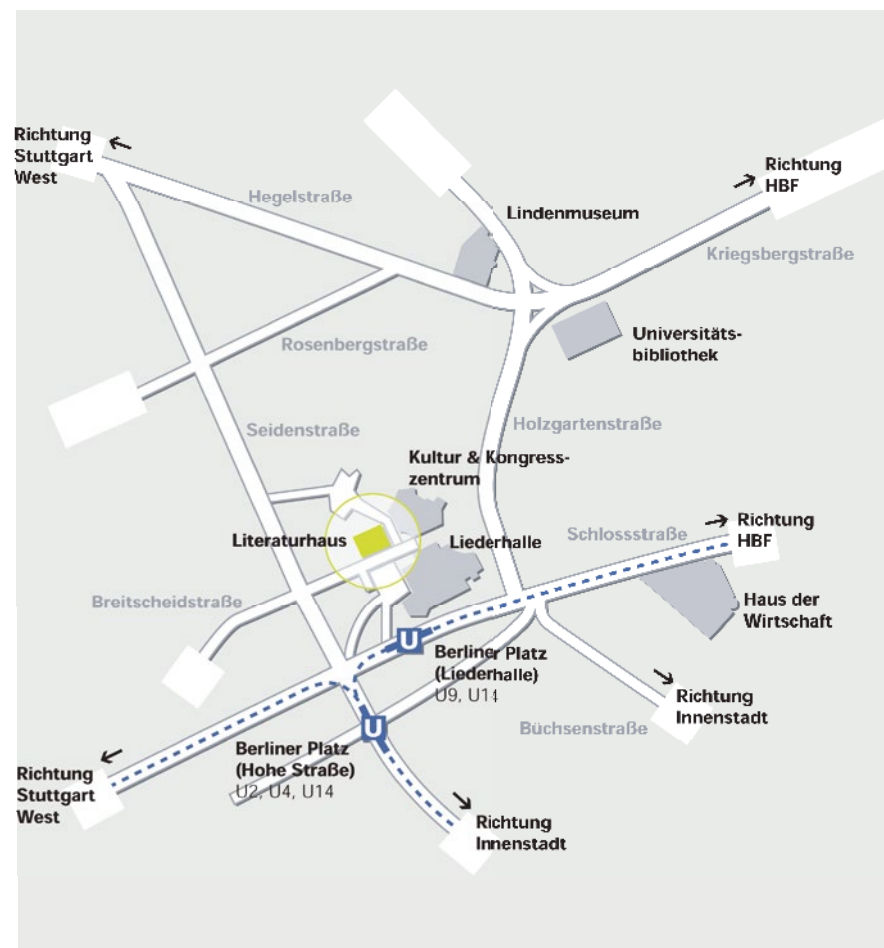 Richtung
Stuttgart
West
Hegelstraße
Lindenmuseum
Richtung
HBF
Kriegsbergstraße
Rosenbergstraße
Universitäts-
bibliothek
Seidenstraße
Holzgartenstraße
Kultur & Kongress-
zentrum
Literaturhaus
Liederhalle
Schlossstraße
Richtung
HBF
Breitscheidstraße
Haus der
Wirtschaft
U
Berliner Platz
(Liederhalle)
U9, U14
Richtung
Innenstadt
Büchsenstraße
U
Berliner Platz
(Hohe Straße)
U2, U4, U14
Richtung
Stuttgart
West
Richtung
Innenstadt